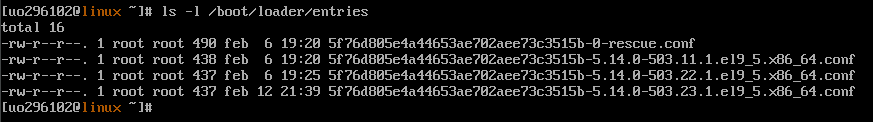 [uo296102@linux ~]# ls -l /boot/loader/entries
total 16
-rw-r--r--. 1 root root 490 feb  6 19:20 5f76d805e4a44653ae702aee73c3515b-0-rescue.conf
-rw-r--r--. 1 root root 438 feb  6 19:20 5f76d805e4a44653ae702aee73c3515b-5.14.0-503.11.1.el9_5.x86_64.conf
-rw-r--r--. 1 root root 437 feb  6 19:25 5f76d805e4a44653ae702aee73c3515b-5.14.0-503.22.1.el9_5.x86_64.conf
-rw-r--r--. 1 root root 437 feb 12 21:39 5f76d805e4a44653ae702aee73c3515b-5.14.0-503.23.1.el9_5.x86_64.conf
[uo296102@linux ~]#